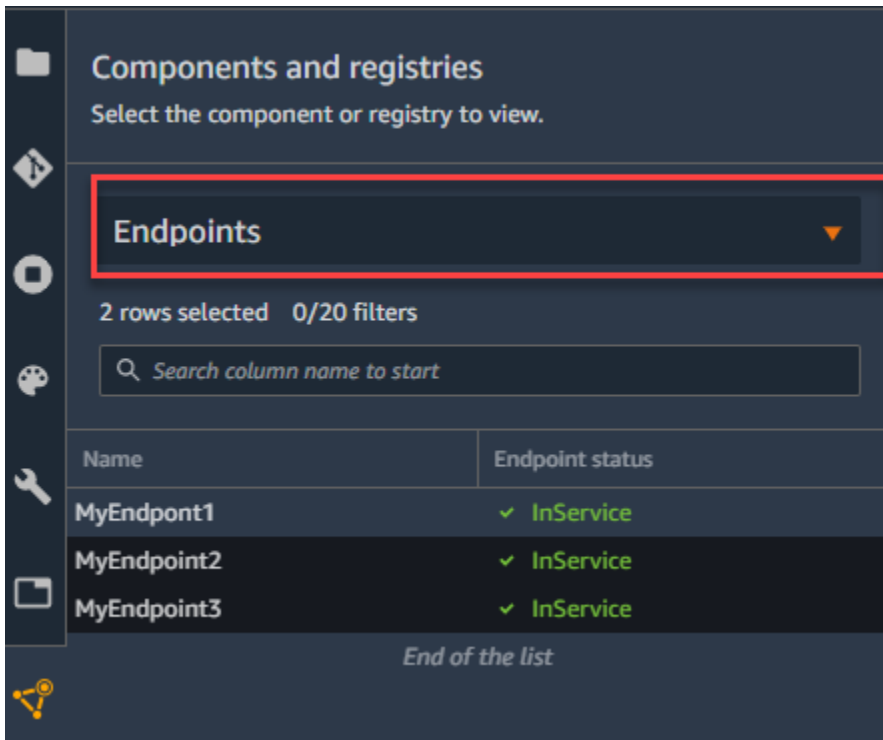 Components and registries
Select the component or registry to view.
Endpoints
2 rows selected 0/20 filters
Search column name to start
Name Endpoint status
MyEndpont1 InService
MyEndpoint2 InService
MyEndpoint3 InService
End of the list